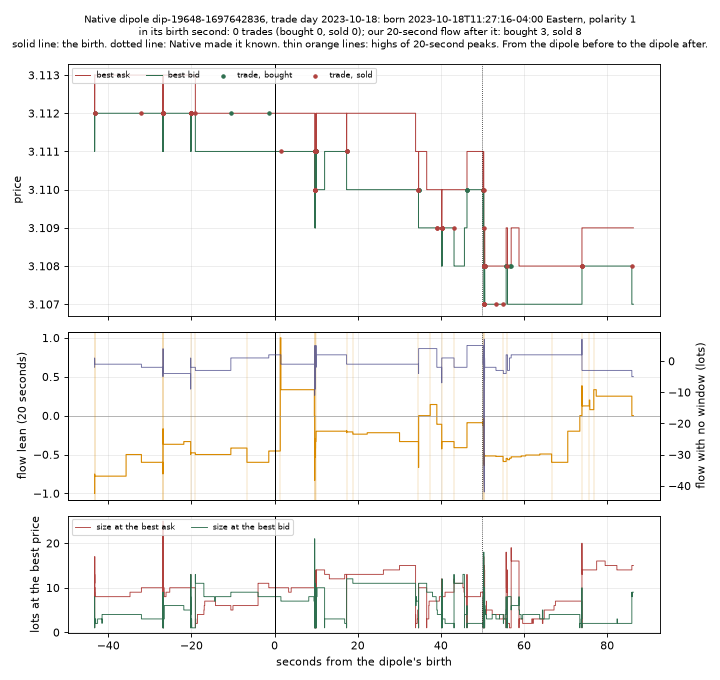 Native dipole dip-19648-1697642836, trade day 2023-10-18: born 2023-10-18T11:27:16-04:00 Eastern, polarity 1
in its birth second: 0 trades (bought 0, sold 0); our 20-second flow after it: bought 3, sold 8
solid line: the birth. dotted line: Native made it known. thin orange lines: highs of 20-second peaks. From the dipole before to the dipole after.
best ask best bid trade, bought trade, sold
3.113
3.112
3.111
3.110
3.109
3.108
3.107
price
1.0
0.5
0.0
−0.5
−1.0
flow lean (20 seconds)
0
−10
−20
−30
−40
flow with no window (lots)
size at the best ask size at the best bid
20
10
0
lots at the best price
−40 −20 0 20 40 60 80
seconds from the dipole's birth